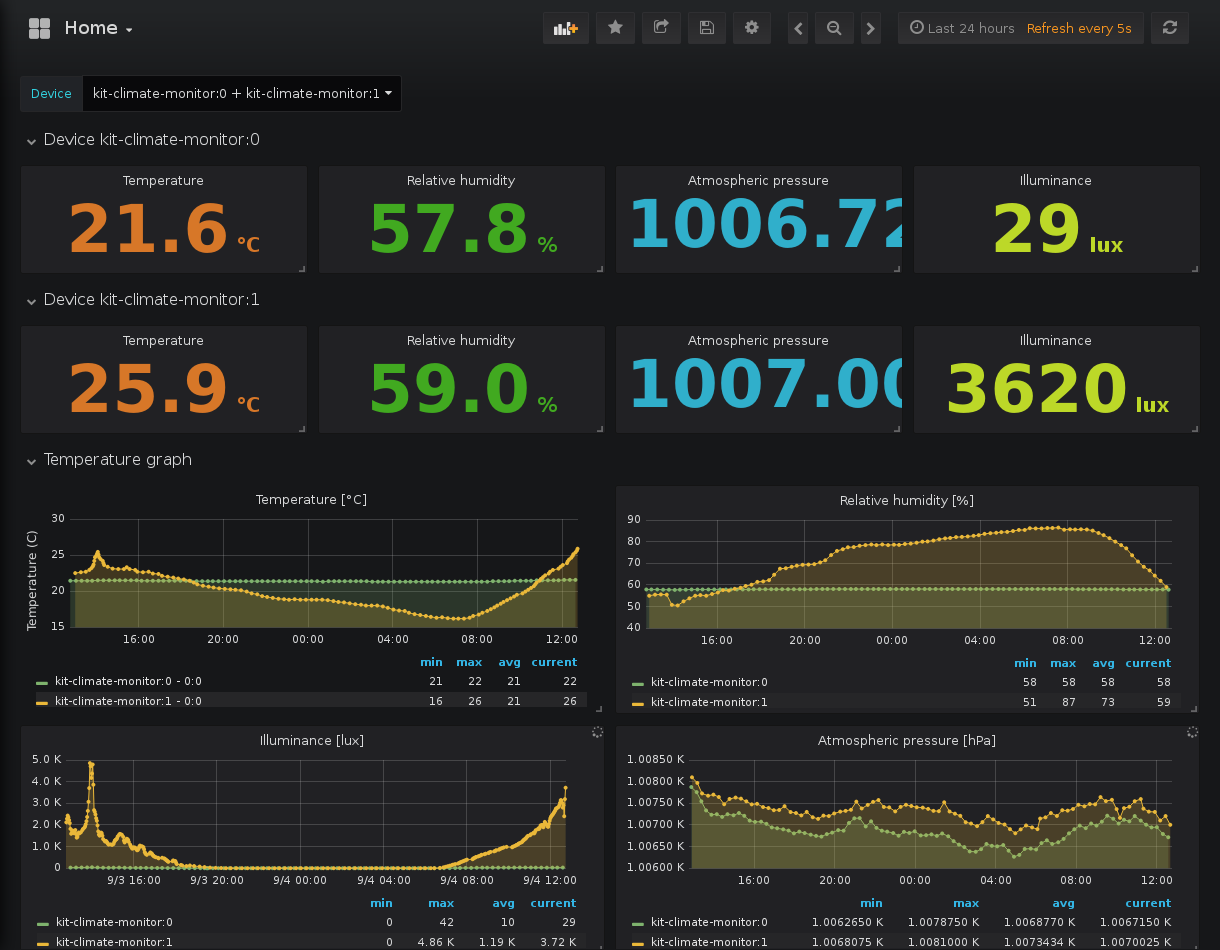 Home
Last 24 hours Refresh every 5s
Device kit-climate-monitor:0 + kit-climate-monitor:1
Device kit-climate-monitor:0
Temperature Relative humidity Atmospheric pressure Illuminance
21.6 °C 57.8 % 1006.72 29 lux
Device kit-climate-monitor:1
Temperature Relative humidity Atmospheric pressure Illuminance
25.9 °C 59.0 % 1007.00 3620 lux
Temperature graph
Temperature [°C]
Temperature (C)
30
25
20
15
16:00 20:00 00:00 04:00 08:00 12:00
min max avg current
kit-climate-monitor:0 - 0:0 21 22 21 22
kit-climate-monitor:1 - 0:0 16 26 21 26
Relative humidity [%]
90
80
70
60
50
40
16:00 20:00 00:00 04:00 08:00 12:00
min max avg current
kit-climate-monitor:0 58 58 58 58
kit-climate-monitor:1 51 87 73 59
Illuminance [lux]
5.0 K
4.0 K
3.0 K
2.0 K
1.0 K
0
9/3 16:00 9/3 20:00 9/4 00:00 9/4 04:00 9/4 08:00 9/4 12:00
min max avg current
kit-climate-monitor:0 0 42 10 29
kit-climate-monitor:1 0 4.86 K 1.19 K 3.72 K
Atmospheric pressure [hPa]
1.00850 K
1.00800 K
1.00750 K
1.00700 K
1.00650 K
1.00600 K
16:00 20:00 00:00 04:00 08:00 12:00
min max avg current
kit-climate-monitor:0 1.0062650 K 1.0078750 K 1.0068770 K 1.0067150 K
kit-climate-monitor:1 1.0068075 K 1.0081000 K 1.0073434 K 1.0070025 K